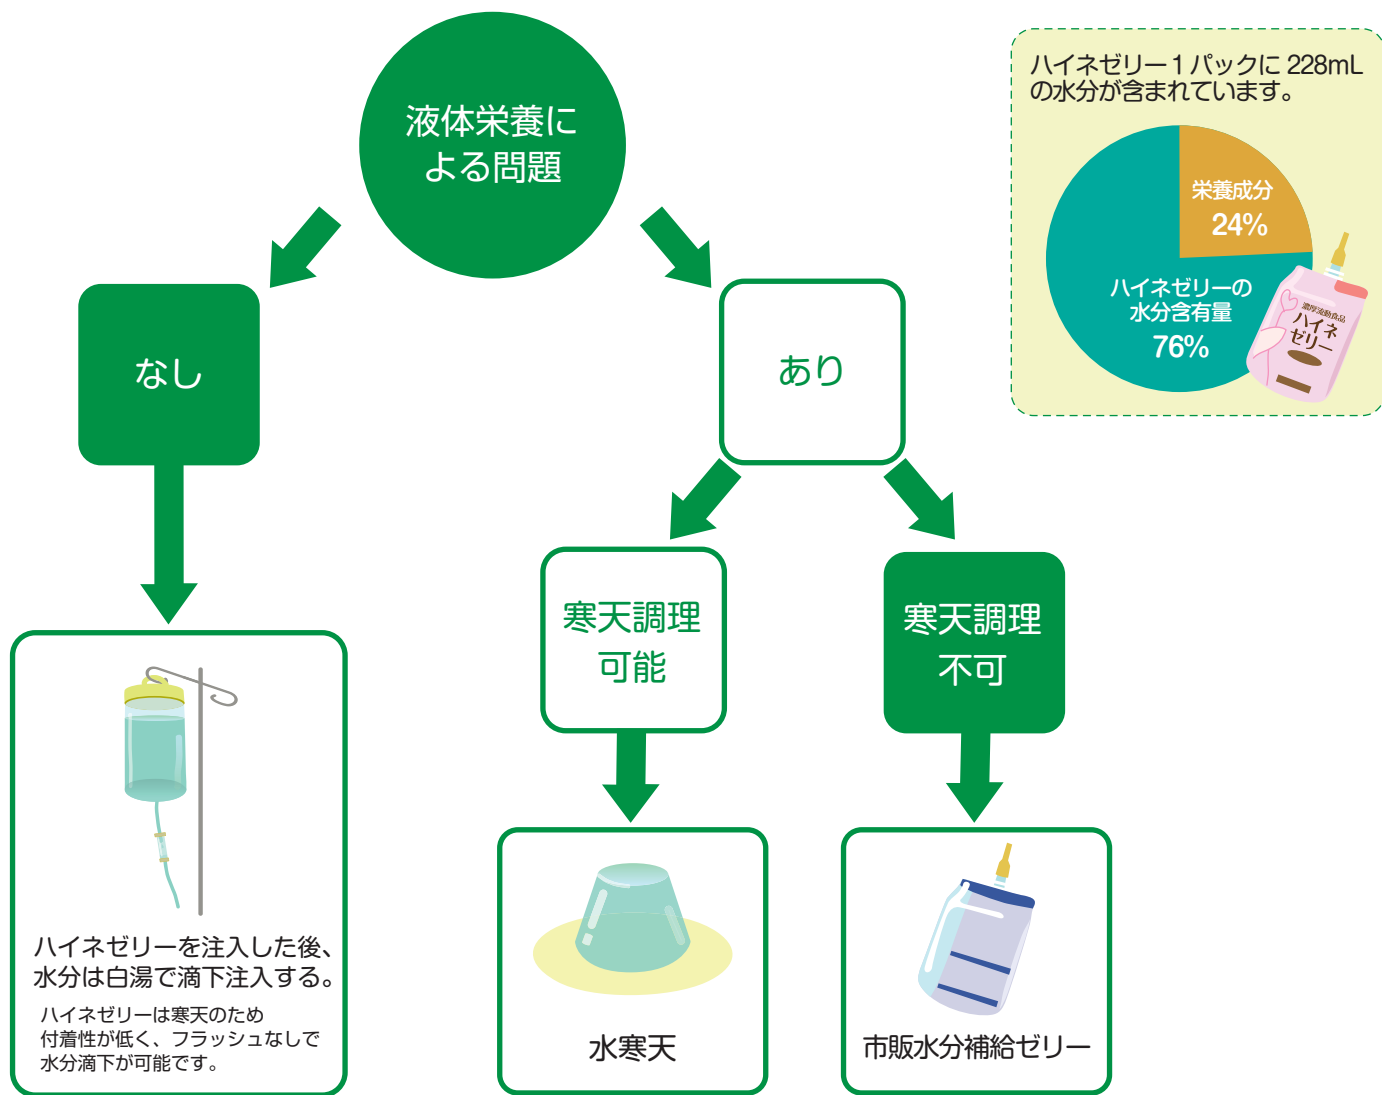 液体栄養に
よる問題
ハイネゼリー1パックに 228mL
の水分が含まれています。
栄養成分
24%
ハイネゼリーの
水分含有量
76%
濃厚流動食品
ハイネ
ゼリー
なし
あり
寒天調理
可能
寒天調理
不可
ハイネゼリーを注入した後、
水分は白湯で滴下注入する。
ハイネゼリーは寒天のため
付着性が低く、フラッシュなしで
水分滴下が可能です。
水寒天
市販水分補給ゼリー